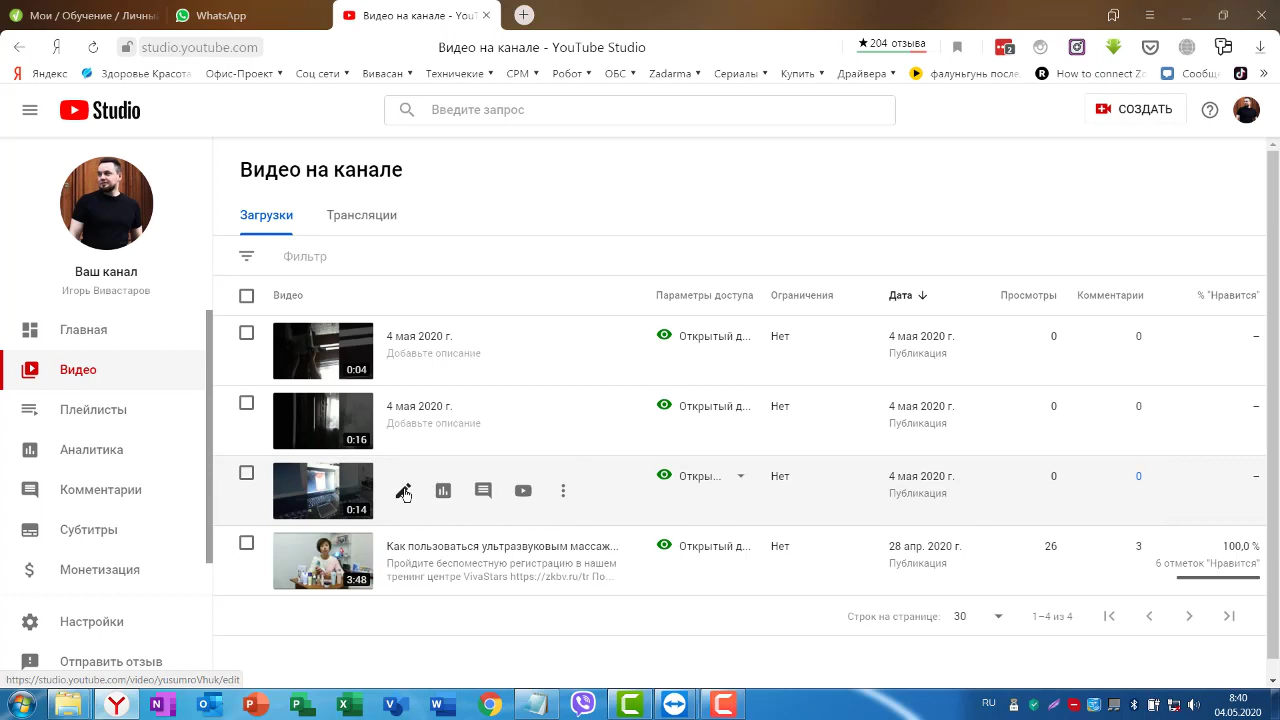 Мои / Обучение / Личный
WhatsApp
Видео на канале - YouT
studio.youtube.com
Видео на канале - YouTube Studio
★204 отзыва
Яндекс
Здоровье Красота
Офис-Проект
Соц сети
Вивасан
Технические
СРМ
Робот
ОБС
Zadarma
Сериалы
Купить
Драйвера
фалуньгунь после
How to connect Zo
Сообщ
Studio
Введите запрос
СОЗДАТЬ
Ваш канал
Игорь Вивастаров
Главная
Видео
Плейлисты
Аналитика
Комментарии
Субтитры
Монетизация
Настройки
Отправить отзыв
https://studio.youtube.com/video/yusumroVhuk/edit
Видео на канале
Загрузки Трансляции
Фильтр
Видео Параметры доступа Ограничения Дата Просмотры Комментарии % "Нравится"
0:04 4 мая 2020 г. Открытый д... Нет 4 мая 2020 г. 0 0 –
Добавьте описание Публикация
0:16 4 мая 2020 г. Открытый д... Нет 4 мая 2020 г. 0 0 –
Добавьте описание Публикация
0:14 Откры... Нет 4 мая 2020 г. 0 0 –
Публикация
3:48 Как пользоваться ультразвуковым массаж... Открытый д... Нет 28 апр. 2020 г. 26 3 100,0 %
Пройдите беспоместную регистрацию в нашем Публикация 6 отметок "Нравится"
тренинг центре VivaStars https://zkbv.ru/tr По...
Строк на странице: 30 1–4 из 4
RU
8:40
04.05.2020